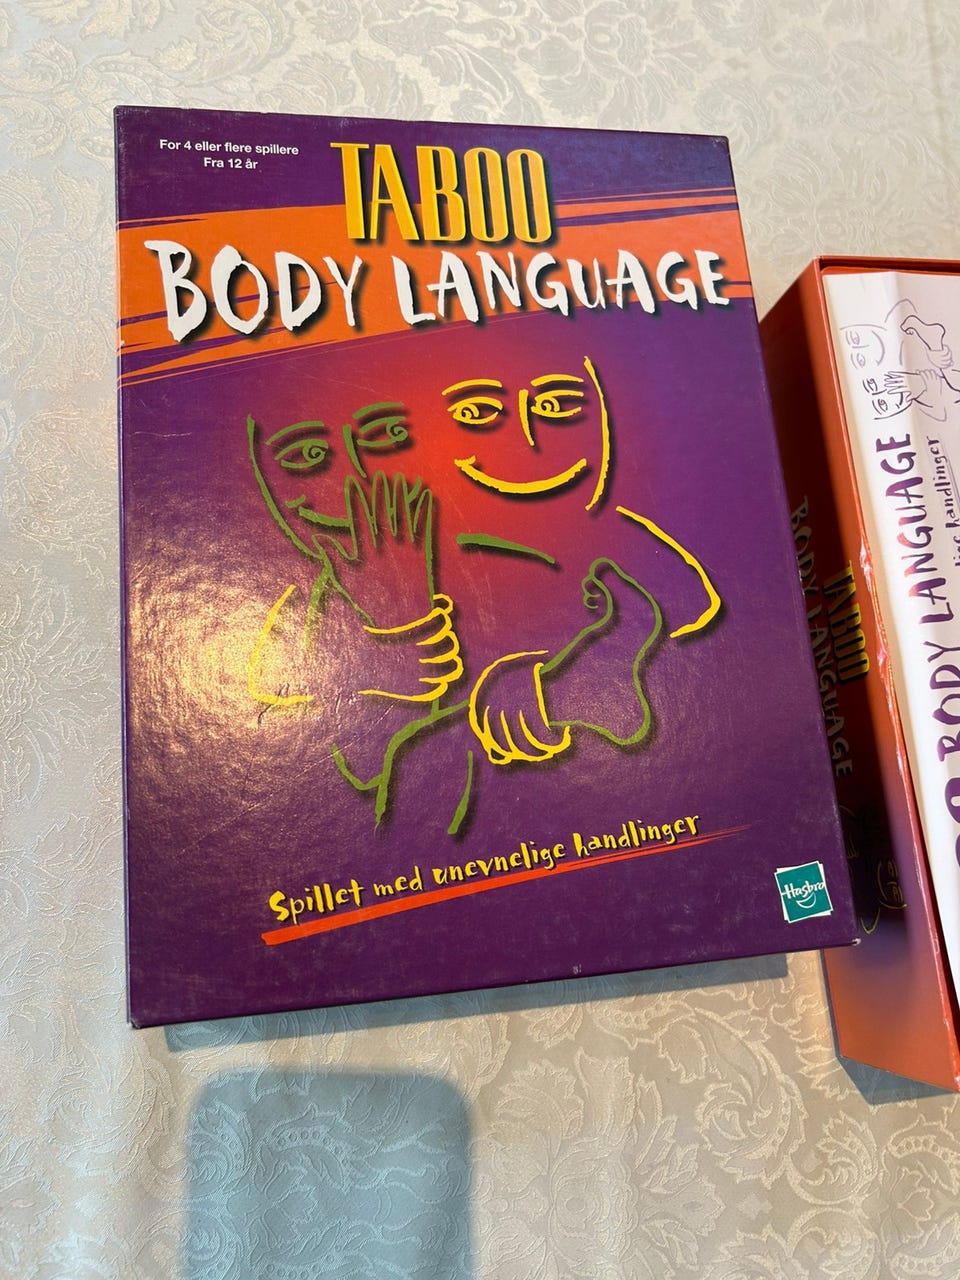 For 4 eller flere spillere
Fra 12 år
TABOO
BODY LANGUAGE
Spillet med unevnelige handlinger
Hasbro
TABOO
BODY LANGUAGE
BODY LANGUAGE
handlinger